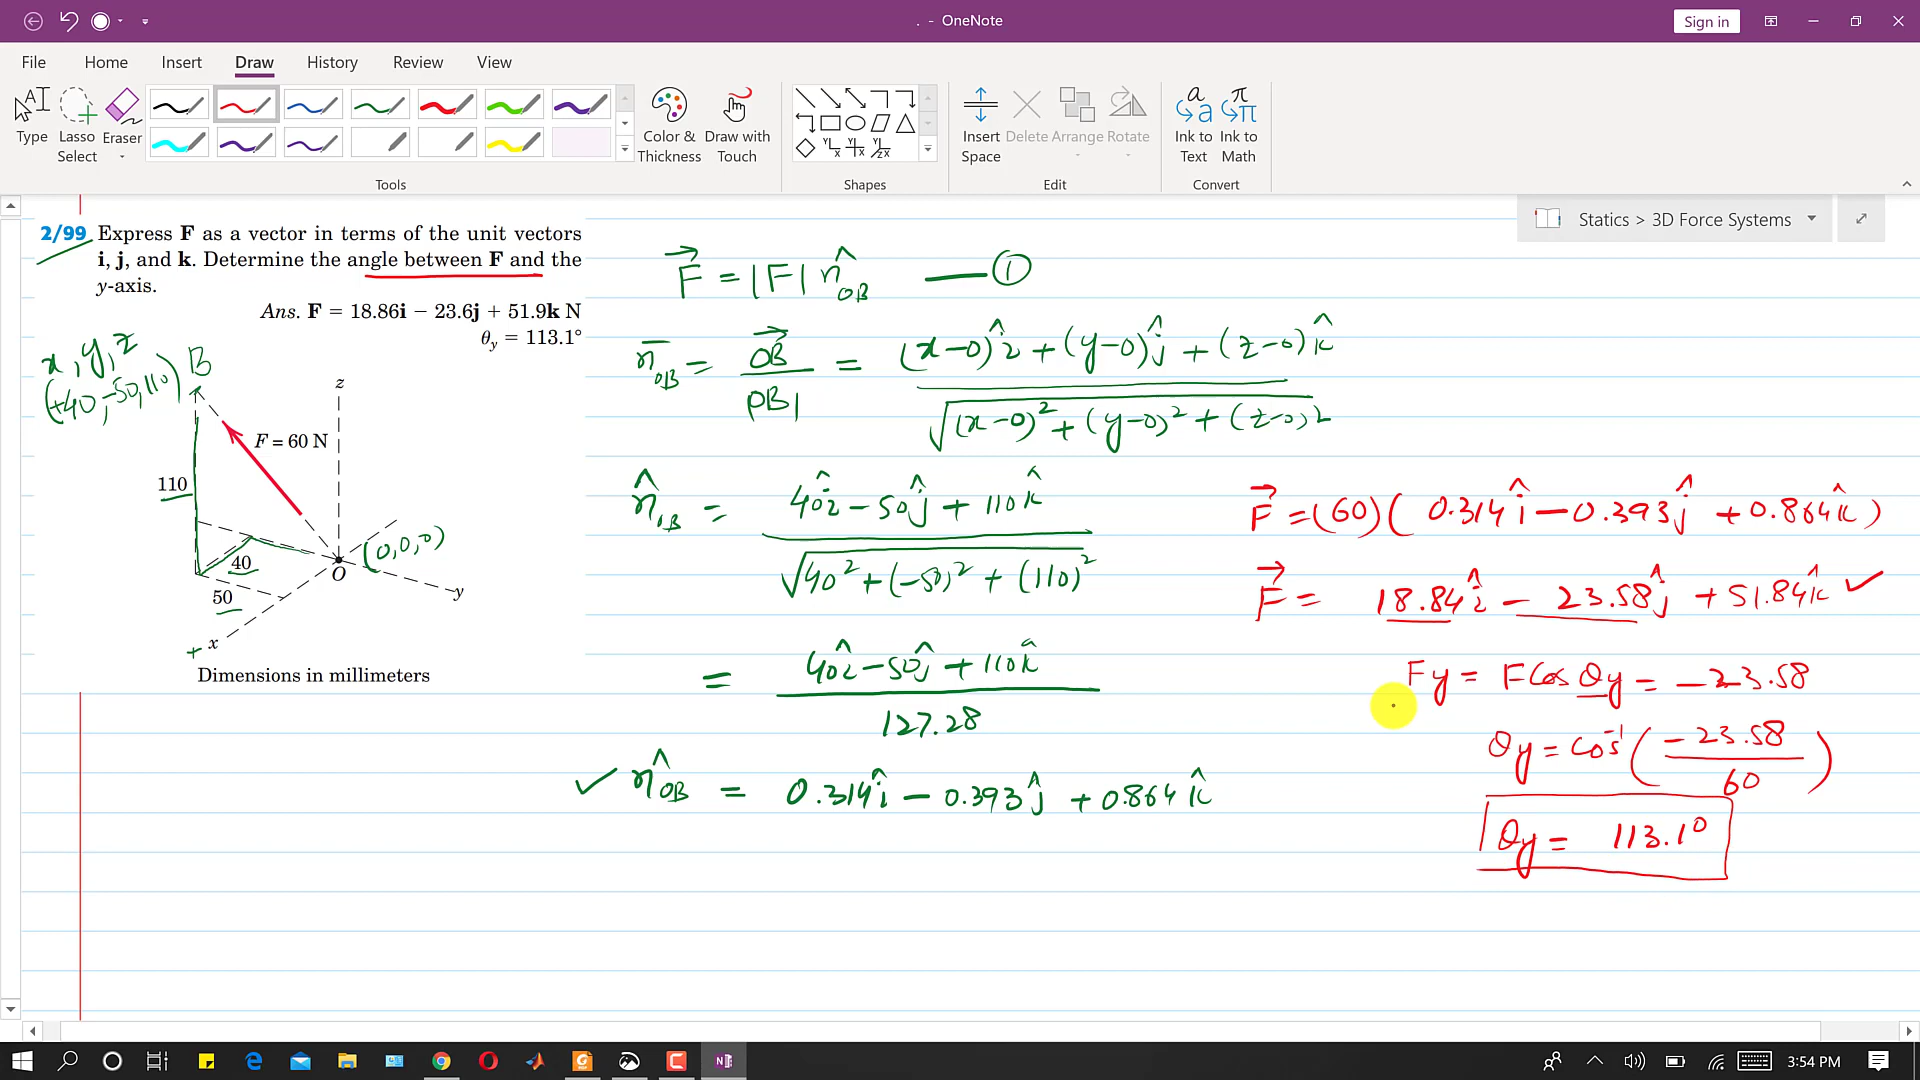 . - OneNote
Sign in
File Home Insert Draw History Review View
Type
Lasso Select
Eraser
Color & Thickness
Draw with Touch
Insert Space
Delete
Arrange
Rotate
Ink to Text
Ink to Math
Tools
Shapes
Edit
Convert
Statics > 3D Force Systems
2/99 Express F as a vector in terms of the unit vectors
i, j, and k. Determine the angle between F and the
y-axis.
Ans. F = 18.86i − 23.6j + 51.9k N
θy = 113.1°
x, y, z
(+40, -50, 110) B
z
F = 60 N
110
40
50
O
(0,0,0)
y
+ x
Dimensions in millimeters
F⃗ = |F| n̂OB —— ①
n̄OB = OB⃗ / |OB| = (x-0)î + (y-0)ĵ + (z-0)k̂ / √(x-0)² + (y-0)² + (z-0)²
n̂OB = 40î - 50ĵ + 110k̂ / √40² + (-50)² + (110)²
= 40î - 50ĵ + 110k̂ / 127.28
✓ n̂OB = 0.314î - 0.393ĵ + 0.864k̂
F⃗ = (60)(0.314î - 0.393ĵ + 0.864k̂)
F⃗ = 18.84î - 23.58ĵ + 51.84k̂ ✓
Fy = F cos θy = -23.58
θy = cos⁻¹(-23.58 / 60)
θy = 113.1°
3:54 PM